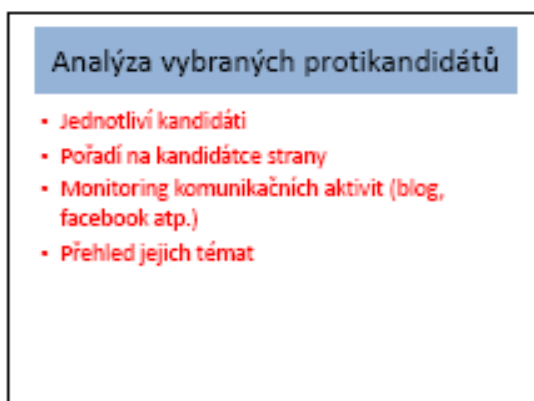 Analýza vybraných protikandidátů
• Jednotliví kandidáti
• Pořadí na kandidátce strany
• Monitoring komunikačních aktivit (blog,
facebook atp.)
• Přehled jejich témat